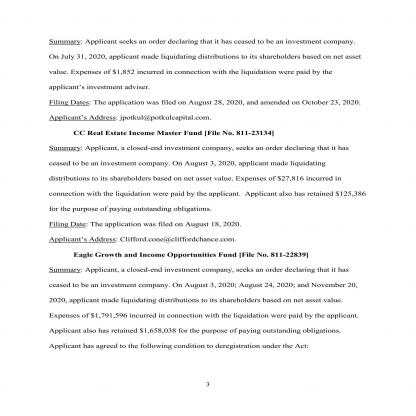 Summary: Applicant seeks an order declaring that it has ceased to be an investment company.
On July 31, 2020, applicant made liquidating distributions to its shareholders based on net asset
value. Expenses of $1,852 incurred in connection with the liquidation were paid by the
applicant's investment adviser.
Filing Dates: The application was filed on August 28, 2020, and amended on October 23, 2020.
Applicant's Address: jpotkul@potkulcapital.com.
CC Real Estate Income Master Fund [File No. 811-23134]
Summary: Applicant, a closed-end investment company, seeks an order declaring that it has
ceased to be an investment company. On August 3, 2020, applicant made liquidating
distributions to its shareholders based on net asset value. Expenses of $27,816 incurred in
connection with the liquidation were paid by the applicant. Applicant also has retained $125,386
for the purpose of paying outstanding obligations.
Filing Date: The application was filed on August 18, 2020.
Applicant's Address: Clifford.cone@cliffordchance.com.
Eagle Growth and Income Opportunities Fund [File No. 811-22839]
Summary: Applicant, a closed-end investment company, seeks an order declaring that it has
ceased to be an investment company. On August 3, 2020; August 24, 2020; and November 20,
2020, applicant made liquidating distributions to its shareholders based on net asset value.
Expenses of $1,791,596 incurred in connection with the liquidation were paid by the applicant.
Applicant also has retained $1,658,038 for the purpose of paying outstanding obligations.
Applicant has agreed to the following condition to deregistration under the Act:
3